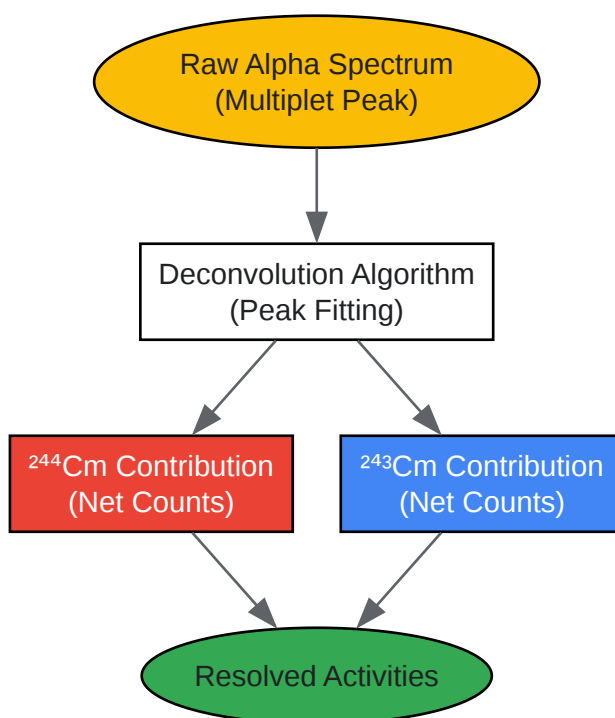 Raw Alpha Spectrum
(Multiplet Peak)
Deconvolution Algorithm
(Peak Fitting)
²⁴⁴Cm Contribution
(Net Counts)
²⁴³Cm Contribution
(Net Counts)
Resolved Activities